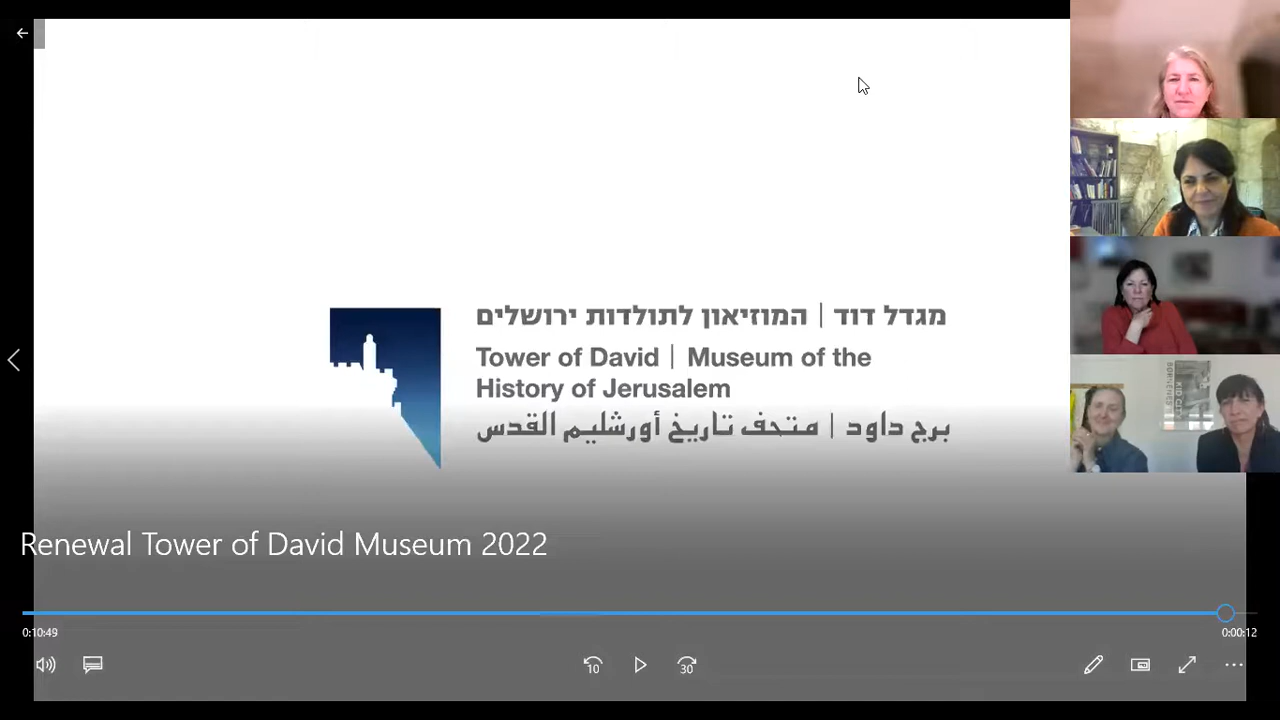 מגדל דוד | המוזיאון לתולדות ירושלים
Tower of David | Museum of the
History of Jerusalem
برج داود | متحف تاريخ أورشليم القدس
Renewal Tower of David Museum 2022
0:10:49
0:00:12
10
30